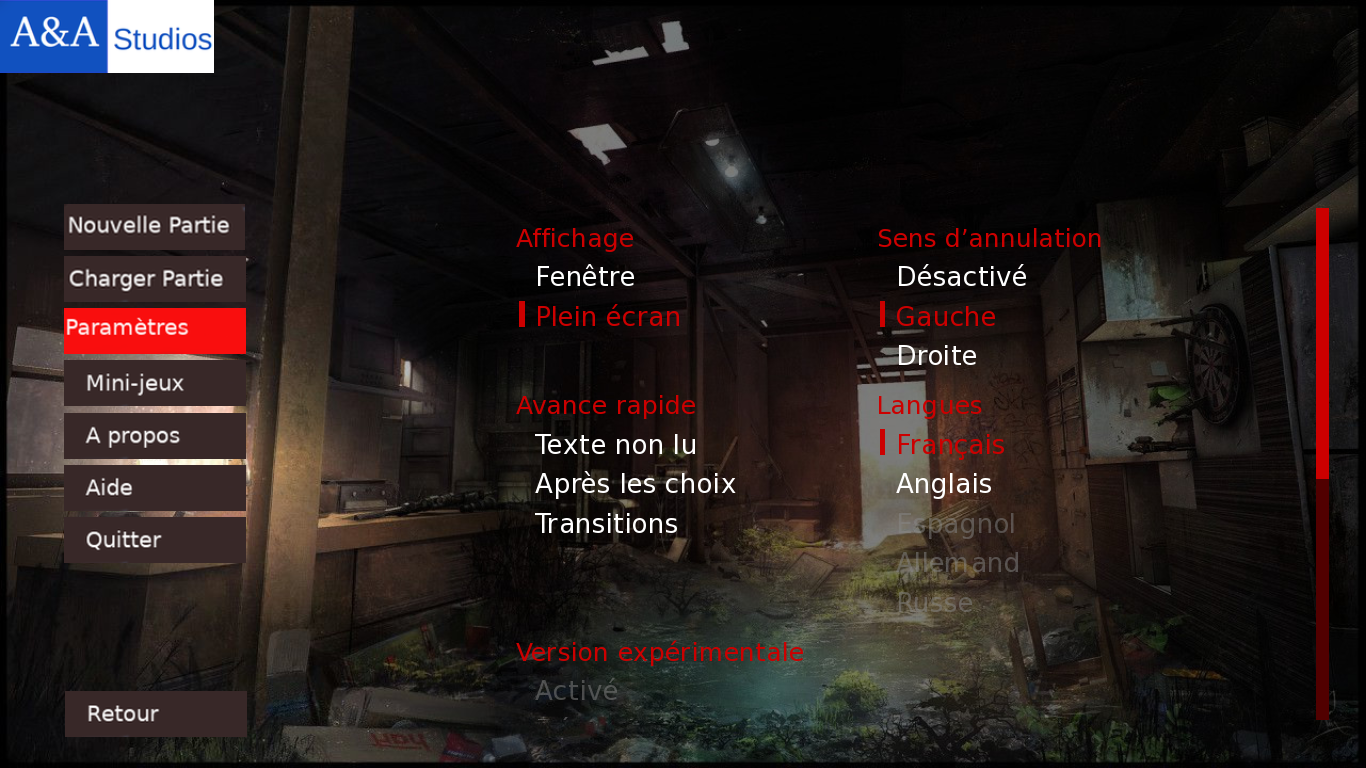 A&A Studios
Nouvelle Partie
Charger Partie
Paramètres
Mini-jeux
A propos
Aide
Quitter
Retour
Affichage
Fenêtre
Plein écran
Avance rapide
Texte non lu
Après les choix
Transitions
Version expérimentale
Activé
Sens d’annulation
Désactivé
Gauche
Droite
Langues
Français
Anglais
Espagnol
Allemand
Russe